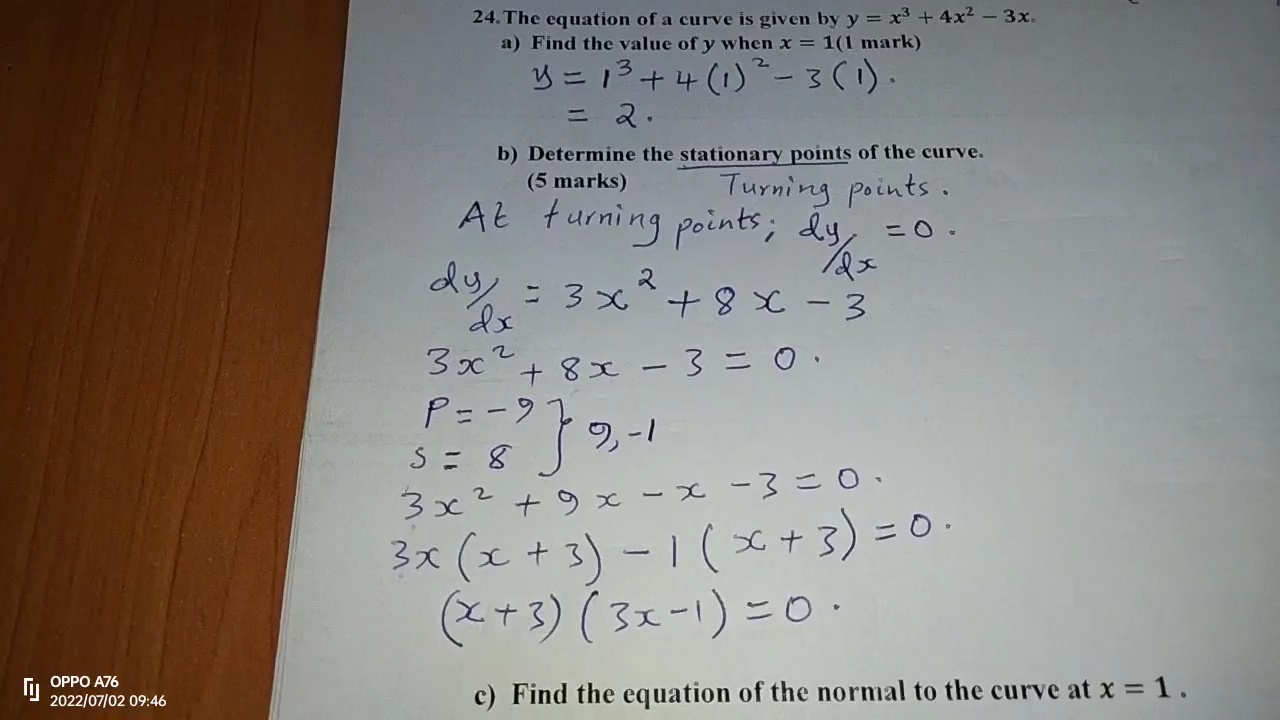 24. The equation of a curve is given by y = x³ + 4x² − 3x.
a) Find the value of y when x = 1(1 mark)
y = 1³ + 4(1)² − 3(1).
= 2.
b) Determine the stationary points of the curve.
(5 marks) Turning points.
At turning points; dy/dx = 0.
dy/dx = 3x² + 8x − 3
3x² + 8x − 3 = 0.
P = −9 } 9, −1
S = 8
3x² + 9x − x − 3 = 0.
3x(x + 3) − 1(x + 3) = 0.
(x + 3)(3x − 1) = 0.
c) Find the equation of the normal to the curve at x = 1.
OPPO A76
2022/07/02 09:46